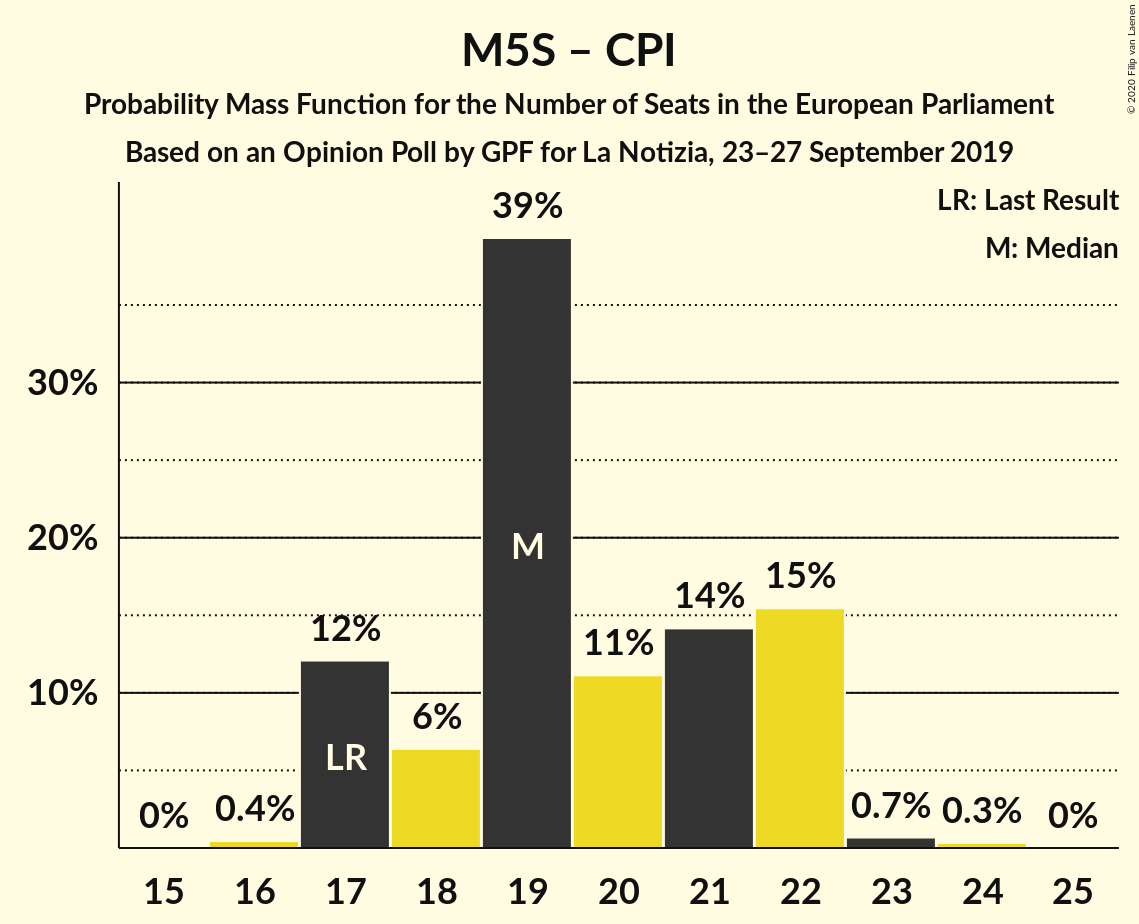 M5S – CPI
Probability Mass Function for the Number of Seats in the European Parliament
Based on an Opinion Poll by GPF for La Notizia, 23–27 September 2019
© 2020 Filip van Laenen
LR: Last Result
M: Median
39%
30%
20%
10%
M
15%
14%
12%
11%
6%
LR
0%
0.4%
0.7%
0.3%
0%
15 16 17 18 19 20 21 22 23 24 25